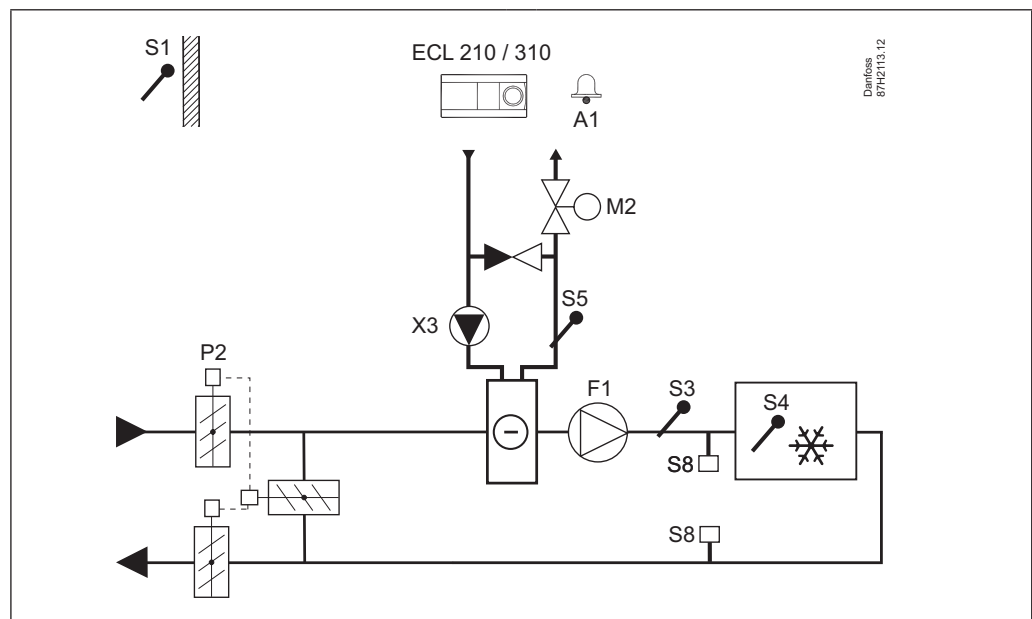 S1
ECL 210 / 310
A1
Danfoss
87H2113.12
M2
S5
X3
P2
F1
S3
S4
S8
S8